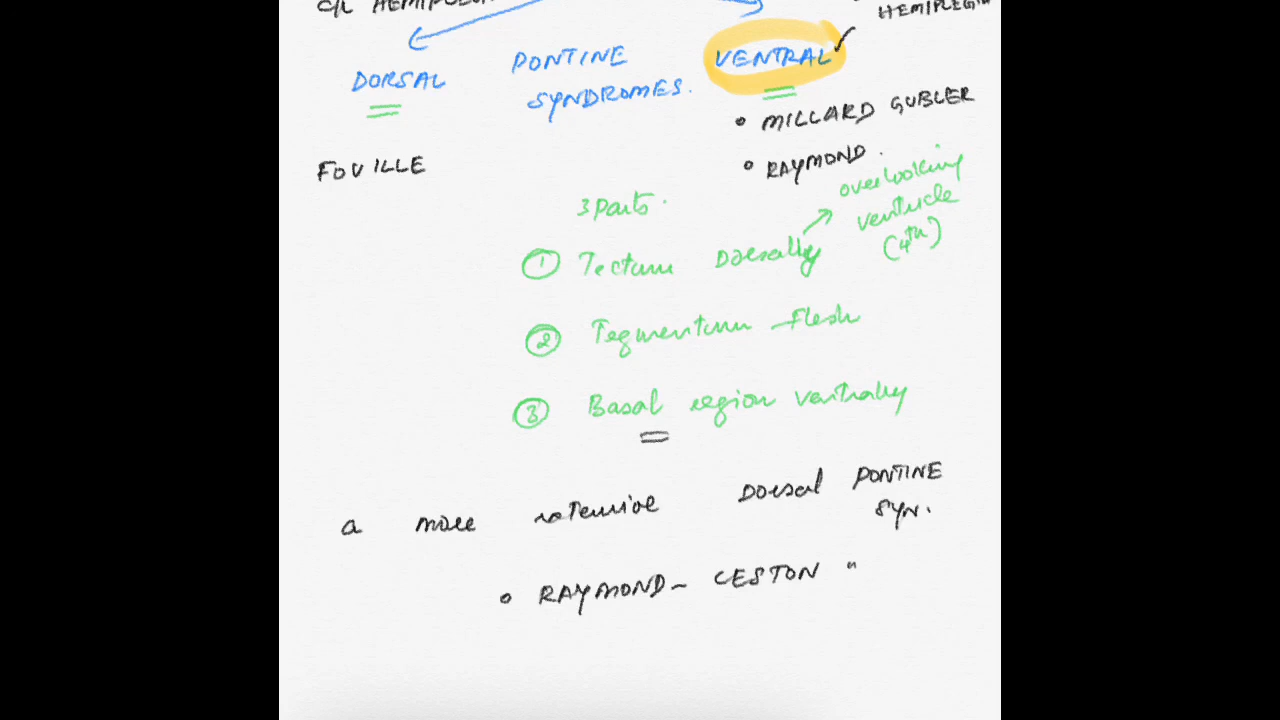 C/L
HEMIPLEGIA
DORSAL
PONTINE
SYNDROMES.
VENTRAL
• MILLARD GUBLER
• RAYMOND.
FOVILLE
3 Parts.
① Tectum Dorsally → overlooking
ventricle
(4th)
② Tegmentum - flesh
③ Basal region ventrally
a more Dorsal PONTINE
SYN.
• RAYMOND - CESTON "